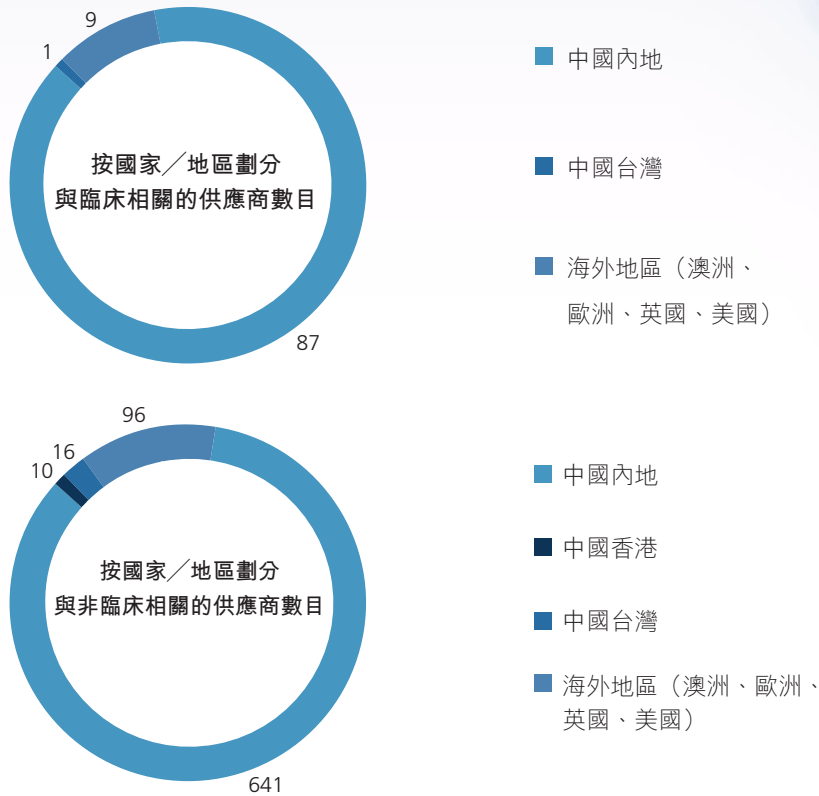 9
1
按國家╱地區劃分
與臨床相關的供應商數目
87
中國內地
中國台灣
海外地區（澳洲、
歐洲、英國、美國）
96
16
10
按國家╱地區劃分
與非臨床相關的供應商數目
641
中國內地
中國香港
中國台灣
海外地區（澳洲、歐洲、
英國、美國）